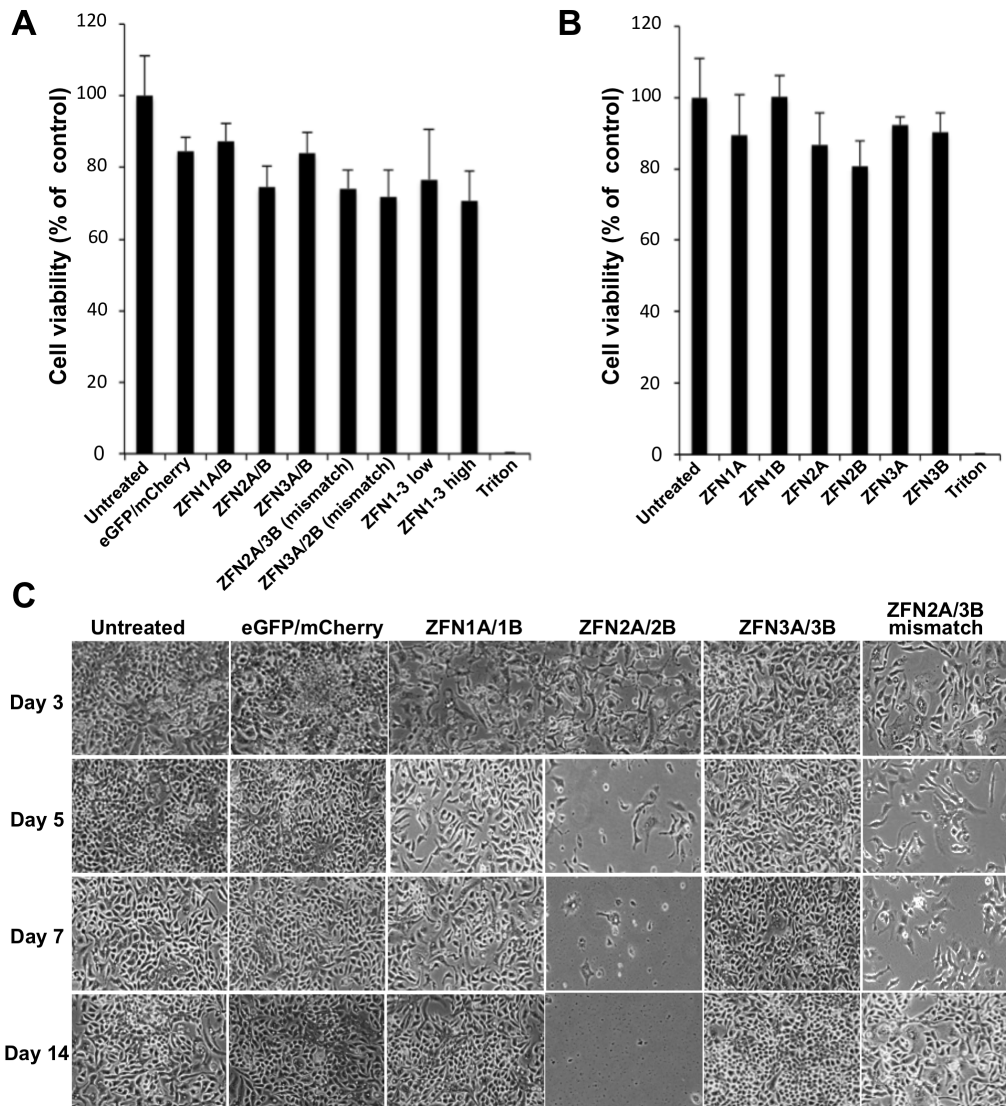 A
Cell viability (% of control)
120
100
80
60
40
20
0
Untreated
eGFP/mCherry
ZFN1A/B
ZFN2A/B
ZFN3A/B
ZFN2A/3B (mismatch)
ZFN3A/2B (mismatch)
ZFN1-3 low
ZFN1-3 high
Triton
B
Cell viability (% of control)
120
100
80
60
40
20
0
Untreated
ZFN1A
ZFN1B
ZFN2A
ZFN2B
ZFN3A
ZFN3B
Triton
C
Untreated
eGFP/mCherry
ZFN1A/1B
ZFN2A/2B
ZFN3A/3B
ZFN2A/3B
mismatch
Day 3
Day 5
Day 7
Day 14